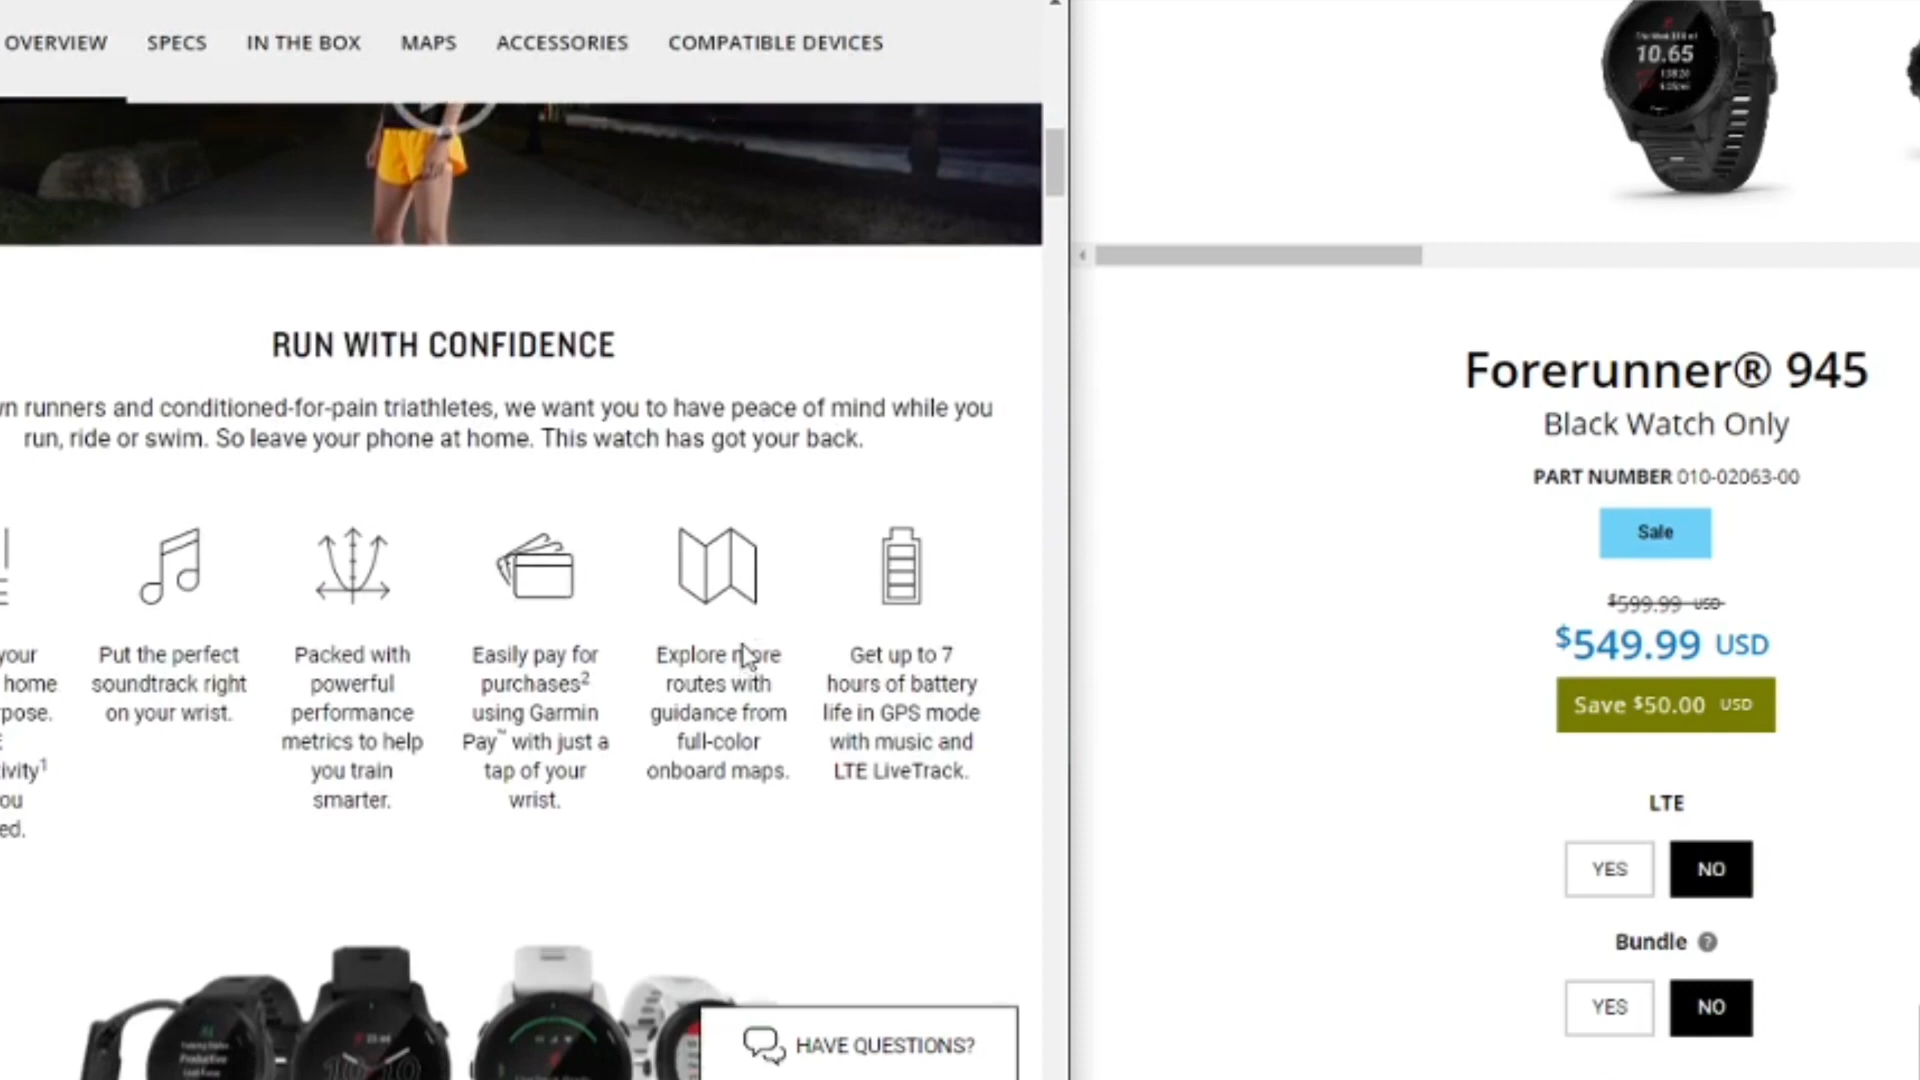 OVERVIEW SPECS IN THE BOX MAPS ACCESSORIES COMPATIBLE DEVICES
RUN WITH CONFIDENCE
runners and conditioned-for-pain triathletes, we want you to have peace of mind while you
run, ride or swim. So leave your phone at home. This watch has got your back.
your
home
Put the perfect
soundtrack right
on your wrist.
Packed with
powerful
performance
metrics to help
you train
smarter.
Easily pay for
purchases²
using Garmin
Pay™ with just a
tap of your
wrist.
Explore more
routes with
guidance from
full-color
onboard maps.
Get up to 7
hours of battery
life in GPS mode
with music and
LTE LiveTrack.
Productive
HAVE QUESTIONS?
10.65
Forerunner® 945
Black Watch Only
PART NUMBER 010-02063-00
Sale
$599.99 USD
$549.99 USD
Save $50.00 USD
LTE
YES NO
Bundle ?
YES NO